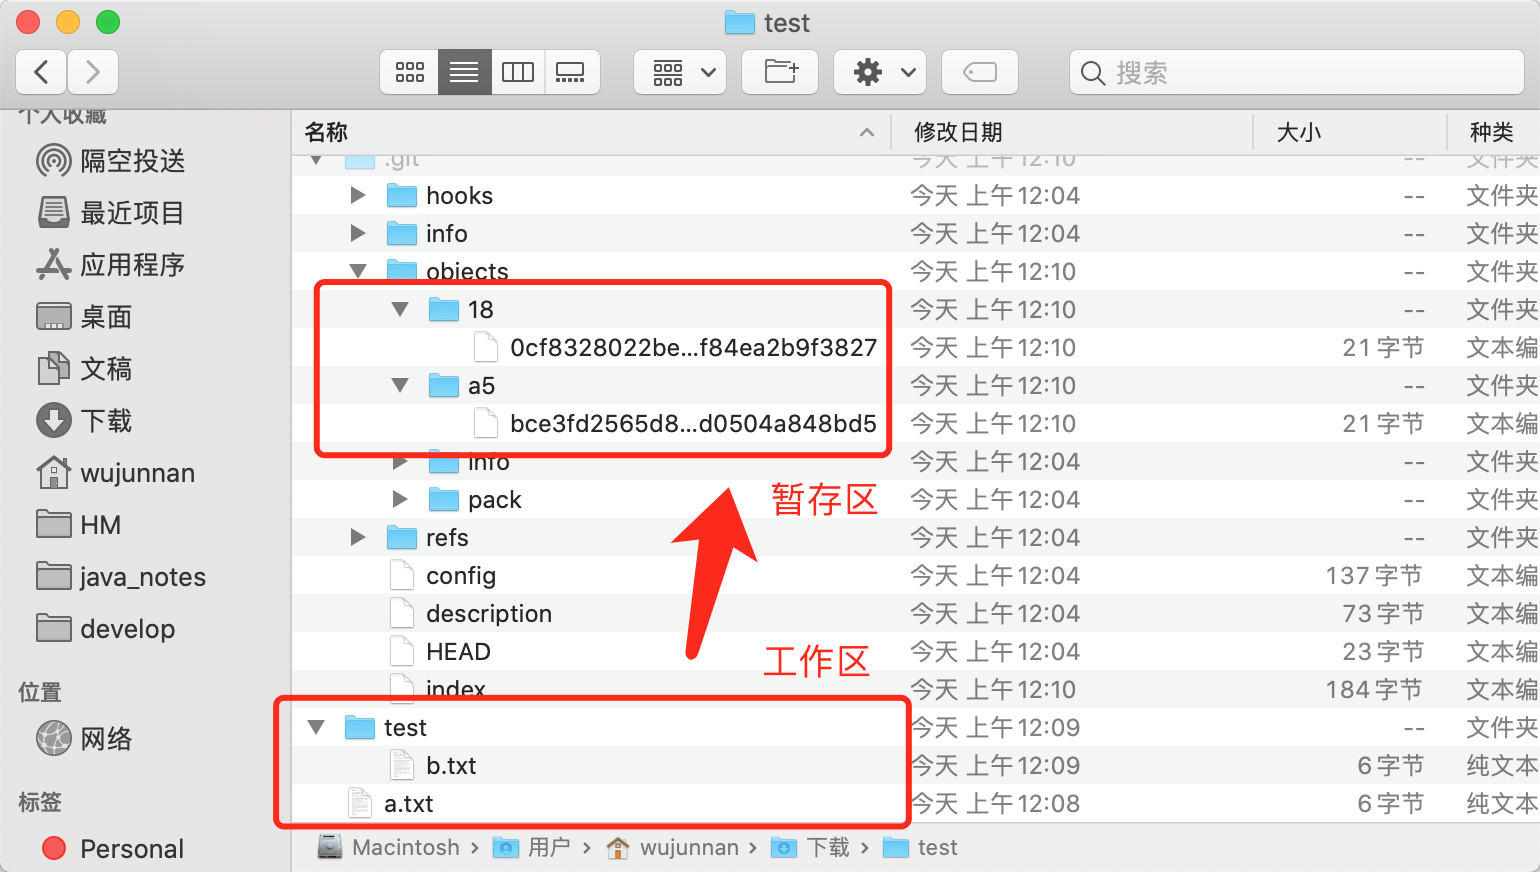 test
搜索
个人收藏
隔空投送
最近项目
应用程序
桌面
文稿
下载
wujunnan
HM
java_notes
develop
位置
网络
标签
Personal
名称 修改日期 大小 种类
.git 今天 上午12:10 -- 文件夹
hooks 今天 上午12:04 -- 文件夹
info 今天 上午12:04 -- 文件夹
objects 今天 上午12:10 -- 文件夹
18 今天 上午12:10 -- 文件夹
0cf8328022be...f84ea2b9f3827 今天 上午12:10 21 字节 文本编
a5 今天 上午12:10 -- 文件夹
bce3fd2565d8...d0504a848bd5 今天 上午12:10 21 字节 文本编
info 今天 上午12:04 -- 文件夹
pack 今天 上午12:04 -- 文件夹
暂存区
refs 今天 上午12:04 -- 文件夹
config 今天 上午12:04 137 字节 文本编
description 今天 上午12:04 73 字节 文本编
HEAD 今天 上午12:04 23 字节 文本编
工作区
index 今天 上午12:10 184 字节 文本编
test 今天 上午12:09 -- 文件夹
b.txt 今天 上午12:09 6 字节 纯文本
a.txt 今天 上午12:08 6 字节 纯文本
Macintosh › 用户 › wujunnan › 下载 › test